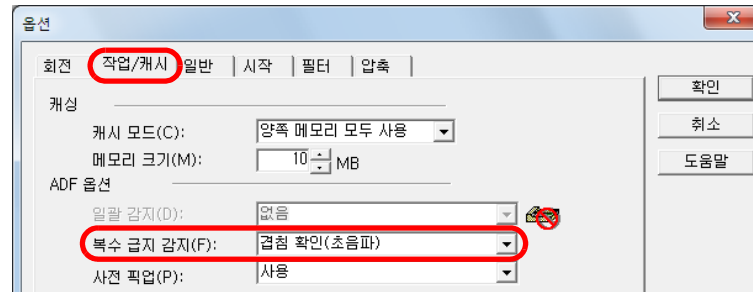 옵션
회전 작업/캐시 일반 시작 필터 압축
확인
캐싱
취소
캐시 모드(C): 양쪽 메모리 모두 사용
메모리 크기(M): 10 MB
도움말
ADF 옵션
일괄 감지(D): 없음
복수 급지 감지(F): 겹침 확인(초음파)
사전 픽업(P): 사용